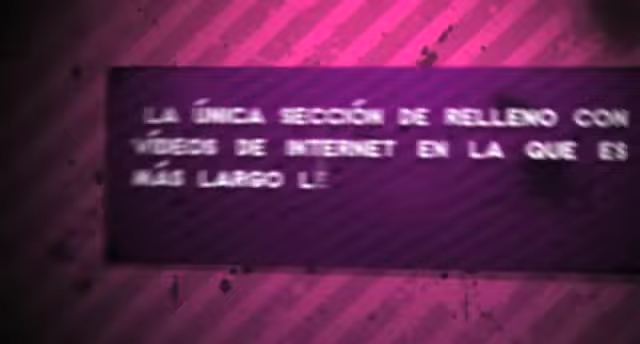 LA ÚNICA SECCIÓN DE RELLENO CON
VÍDEOS DE INTERNET EN LA QUE ES
MÁS LARGO L